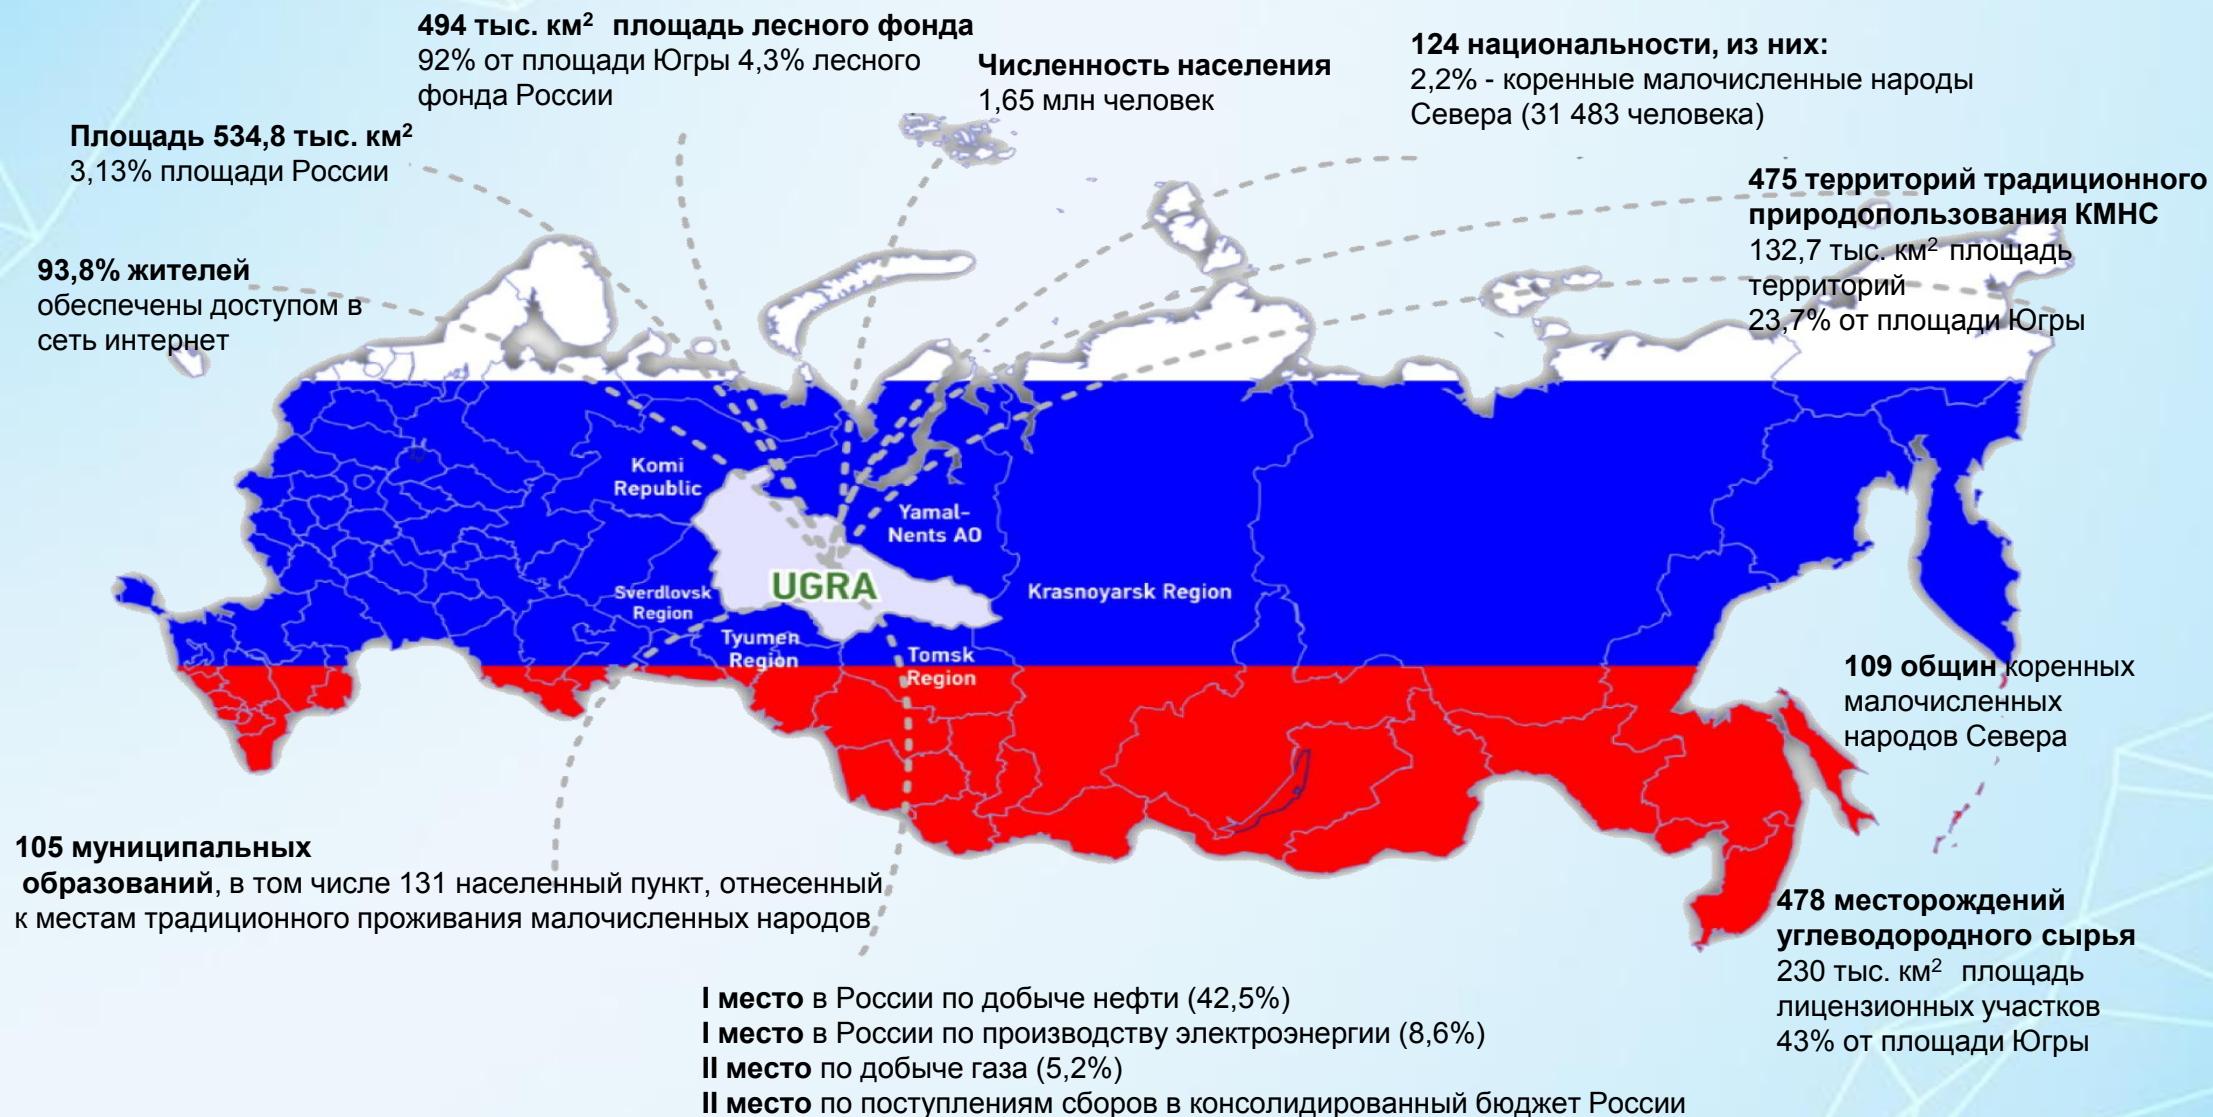 494 тыс. км² площадь лесного фонда
92% от площади Югры 4,3% лесного
фонда России
Численность населения
1,65 млн человек
124 национальности, из них:
2,2% - коренные малочисленные народы
Севера (31 483 человека)
Площадь 534,8 тыс. км²
3,13% площади России
475 территорий традиционного
природопользования КМНС
132,7 тыс. км² площадь
территорий
23,7% от площади Югры
93,8% жителей
обеспечены доступом в
сеть интернет
Komi
Republic
Yamal-
Nents AO
UGRA
Sverdlovsk
Region
Krasnoyarsk Region
Tyumen
Region
Tomsk
Region
109 общин коренных
малочисленных
народов Севера
105 муниципальных
образований, в том числе 131 населенный пункт, отнесенный
к местам традиционного проживания малочисленных народов
478 месторождений
углеводородного сырья
230 тыс. км² площадь
лицензионных участков
43% от площади Югры
I место в России по добыче нефти (42,5%)
I место в России по производству электроэнергии (8,6%)
II место по добыче газа (5,2%)
II место по поступлениям сборов в консолидированный бюджет России